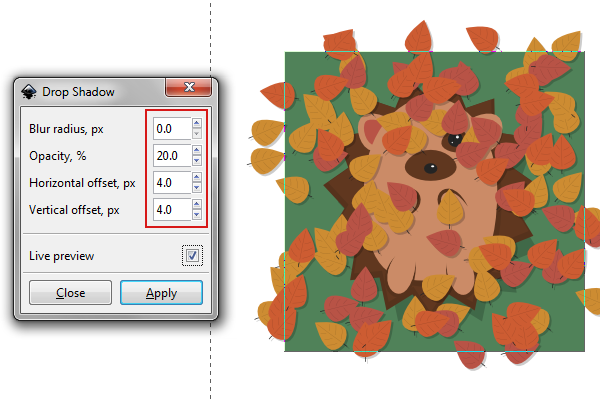 Drop Shadow
Blur radius, px 0.0
Opacity, % 20.0
Horizontal offset, px 4.0
Vertical offset, px 4.0
Live preview
Close Apply